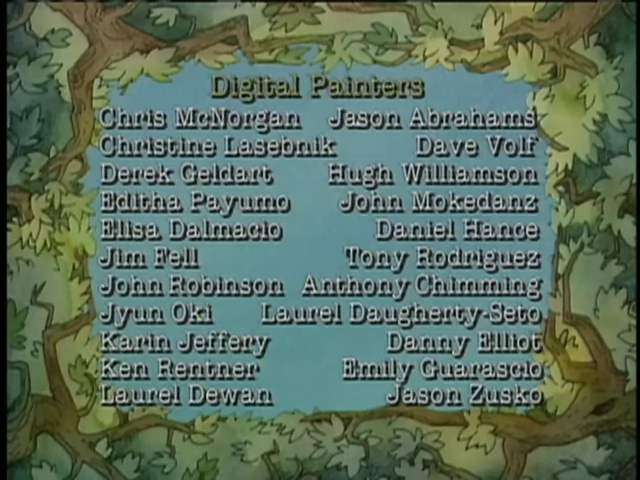 Digital Painters
Chris McNorgan Jason Abrahams
Christine Lasebnik Dave Volf
Derek Geldart Hugh Williamson
Editha Payumo John Mokedanz
Elisa Dalmacio Daniel Hance
Jim Fell Tony Rodriguez
John Robinson Anthony Chimming
Jyun Oki Laurel Daugherty-Seto
Karin Jeffery Danny Elliot
Ken Rentner Emily Guarascio
Laurel Dewan Jason Zusko